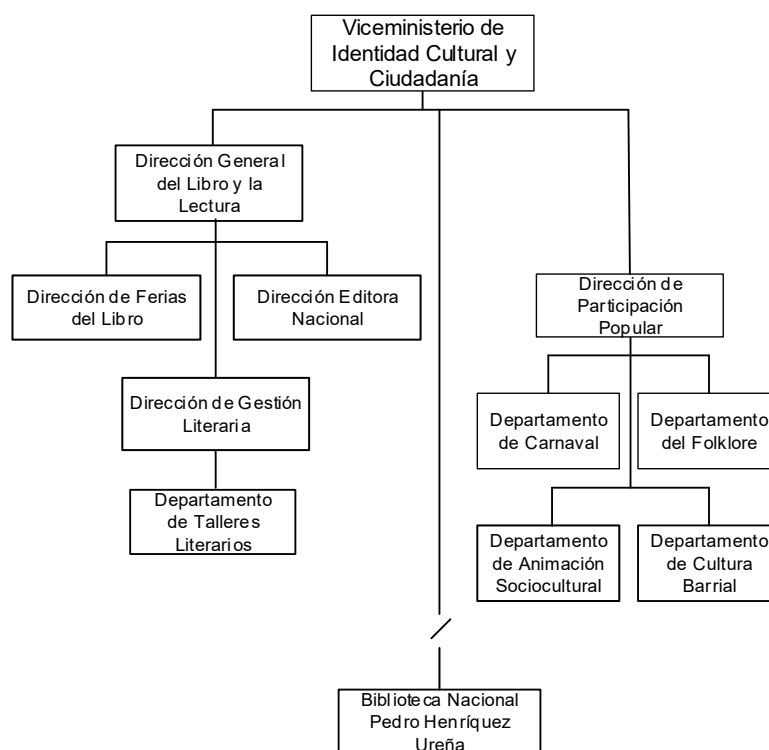 Viceministerio de
Identidad Cultural y
Ciudadanía
Dirección General
del Libro y la
Lectura
Dirección de Ferias
del Libro
Dirección Editora
Nacional
Dirección de
Participación
Popular
Dirección de Gestión
Literaria
Departamento
de Carnaval
Departamento
del Folklore
Departamento
de Talleres
Literarios
Departamento
de Animación
Sociocultural
Departamento
de Cultura
Barrial
Biblioteca Nacional
Pedro Henríquez
Ureña